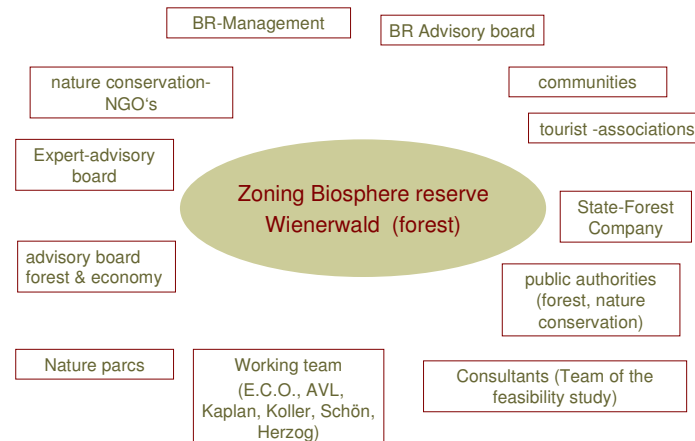 BR-Management
BR Advisory board
nature conservation-
NGO's
communities
tourist -associations
Expert-advisory
board
Zoning Biosphere reserve
Wienerwald (forest)
State-Forest
Company
advisory board
forest & economy
public authorities
(forest, nature
conservation)
Nature parcs
Working team
(E.C.O., AVL,
Kaplan, Koller, Schön,
Herzog)
Consultants (Team of the
feasibility study)